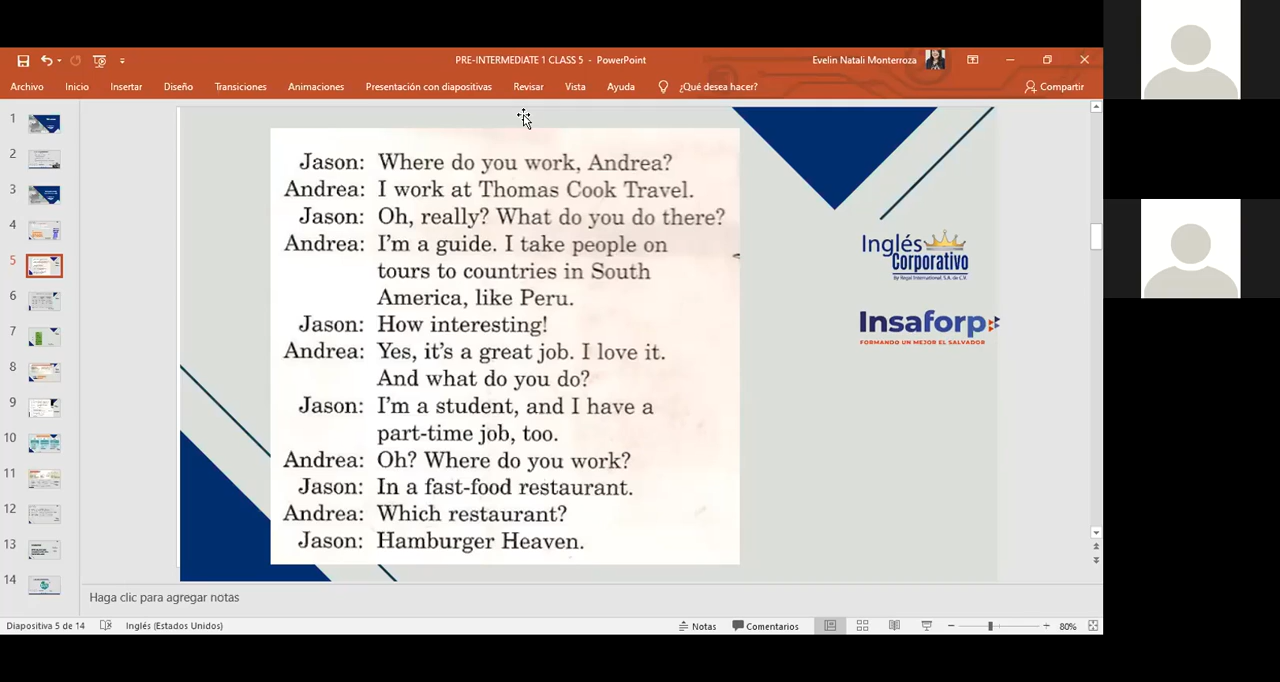 PRE-INTERMEDIATE 1 CLASS 5 - PowerPoint
Evelin Natali Monterroza
Archivo Inicio Insertar Diseño Transiciones Animaciones Presentación con diapositivas Revisar Vista Ayuda ¿Qué desea hacer? Compartir
1
2
3
4
5
6
7
8
9
10
11
12
13
14
Jason: Where do you work, Andrea?
Andrea: I work at Thomas Cook Travel.
Jason: Oh, really? What do you do there?
Andrea: I'm a guide. I take people on
tours to countries in South
America, like Peru.
Jason: How interesting!
Andrea: Yes, it's a great job. I love it.
And what do you do?
Jason: I'm a student, and I have a
part-time job, too.
Andrea: Oh? Where do you work?
Jason: In a fast-food restaurant.
Andrea: Which restaurant?
Jason: Hamburger Heaven.
Inglés
Corporativo
by Regal International, S.A. de C.V.
Insaforp
FORMANDO UN MEJOR EL SALVADOR
Haga clic para agregar notas
Diapositiva 5 de 14 Inglés (Estados Unidos) Notas Comentarios 80%